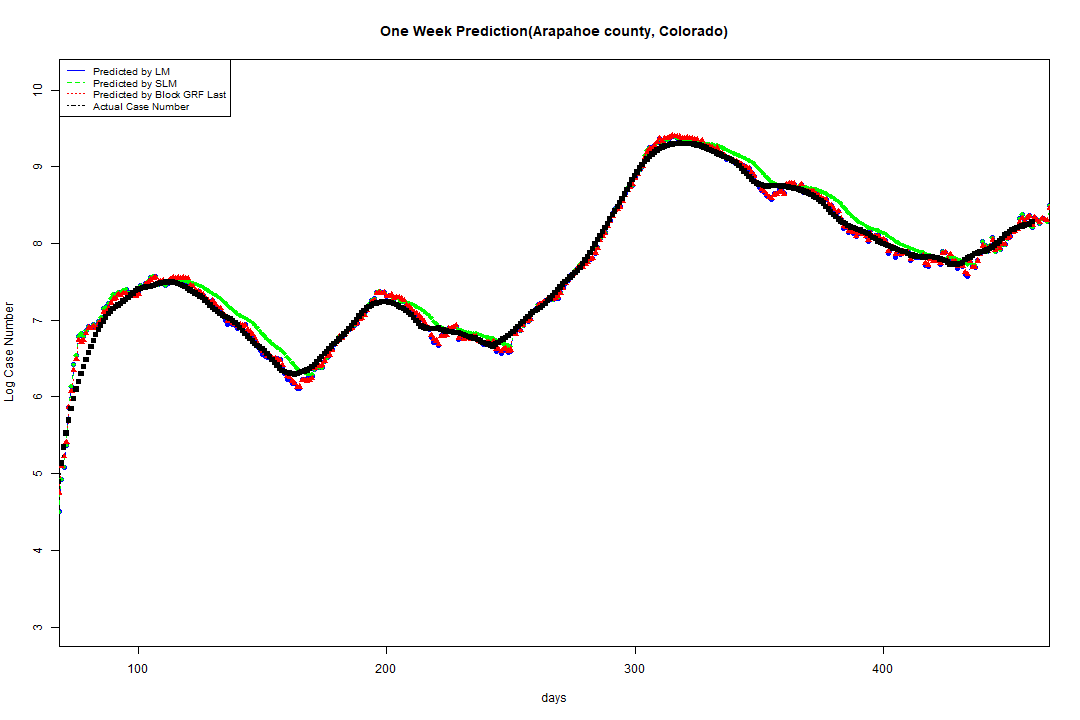 One Week Prediction(Arapahoe county, Colorado)
Predicted by LM
Predicted by SLM
Predicted by Block GRF Last
Actual Case Number
10
9
8
7
6
5
4
3
Log Case Number
100 200 300 400
days